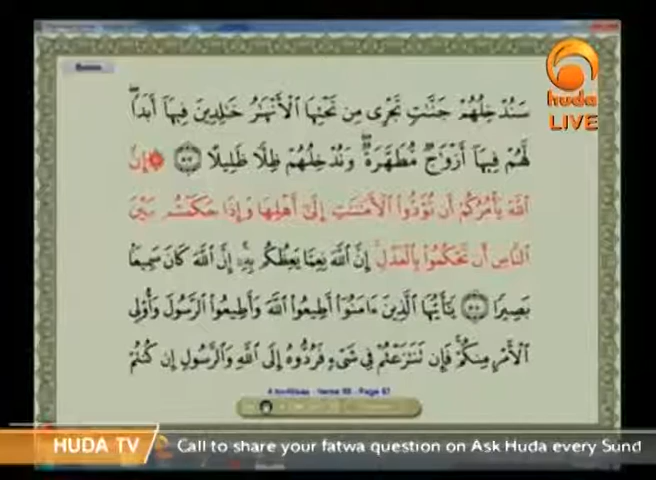 huda
LIVE
سَنُدْخِلُهُمْ جَنَّٰتٍ تَجْرِى مِن تَحْتِهَا ٱلْأَنْهَٰرُ خَٰلِدِينَ فِيهَآ أَبَدًا ۖ
لَّهُمْ فِيهَآ أَزْوَٰجٌ مُّطَهَّرَةٌ ۖ وَنُدْخِلُهُمْ ظِلًّا ظَلِيلًا ۝٥٧ ۞ إِنَّ
ٱللَّهَ يَأْمُرُكُمْ أَن تُؤَدُّوا۟ ٱلْأَمَٰنَٰتِ إِلَىٰٓ أَهْلِهَا وَإِذَا حَكَمْتُم بَيْنَ
ٱلنَّاسِ أَن تَحْكُمُوا۟ بِٱلْعَدْلِ ۚ إِنَّ ٱللَّهَ نِعِمَّا يَعِظُكُم بِهِۦٓ ۗ إِنَّ ٱللَّهَ كَانَ سَمِيعًۢا
بَصِيرًا ۝٥٨ يَٰٓأَيُّهَا ٱلَّذِينَ ءَامَنُوٓا۟ أَطِيعُوا۟ ٱللَّهَ وَأَطِيعُوا۟ ٱلرَّسُولَ وَأُو۟لِى
ٱلْأَمْرِ مِنكُمْ ۖ فَإِن تَنَٰزَعْتُمْ فِى شَىْءٍ فَرُدُّوهُ إِلَى ٱللَّهِ وَٱلرَّسُولِ إِن كُنتُمْ
HUDA TV Call to share your fatwa question on Ask Huda every Sund